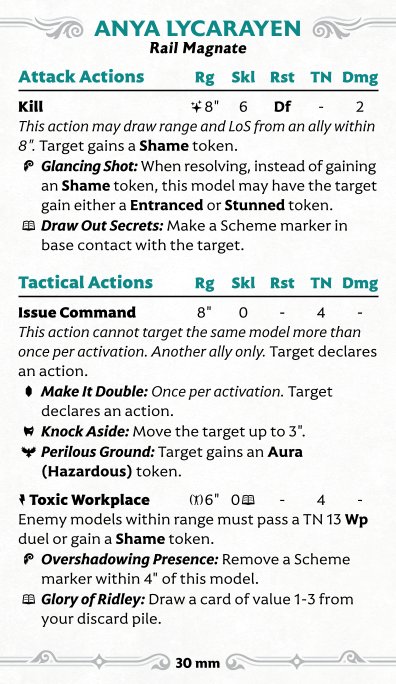 ANYA LYCARAYEN
Rail Magnate
Attack Actions Rg Skl Rst TN Dmg
Kill 8" 6 Df - 2
This action may draw range and LoS from an ally within
8". Target gains a Shame token.
Glancing Shot: When resolving, instead of gaining
an Shame token, this model may have the target
gain either a Entranced or Stunned token.
Draw Out Secrets: Make a Scheme marker in
base contact with the target.
Tactical Actions Rg Skl Rst TN Dmg
Issue Command 8" 0 - 4 -
This action cannot target the same model more than
once per activation. Another ally only. Target declares
an action.
Make It Double: Once per activation. Target
declares an action.
Knock Aside: Move the target up to 3".
Perilous Ground: Target gains an Aura
(Hazardous) token.
Toxic Workplace 6" 0 - 4 -
Enemy models within range must pass a TN 13 Wp
duel or gain a Shame token.
Overshadowing Presence: Remove a Scheme
marker within 4" of this model.
Glory of Ridley: Draw a card of value 1-3 from
your discard pile.
30 mm